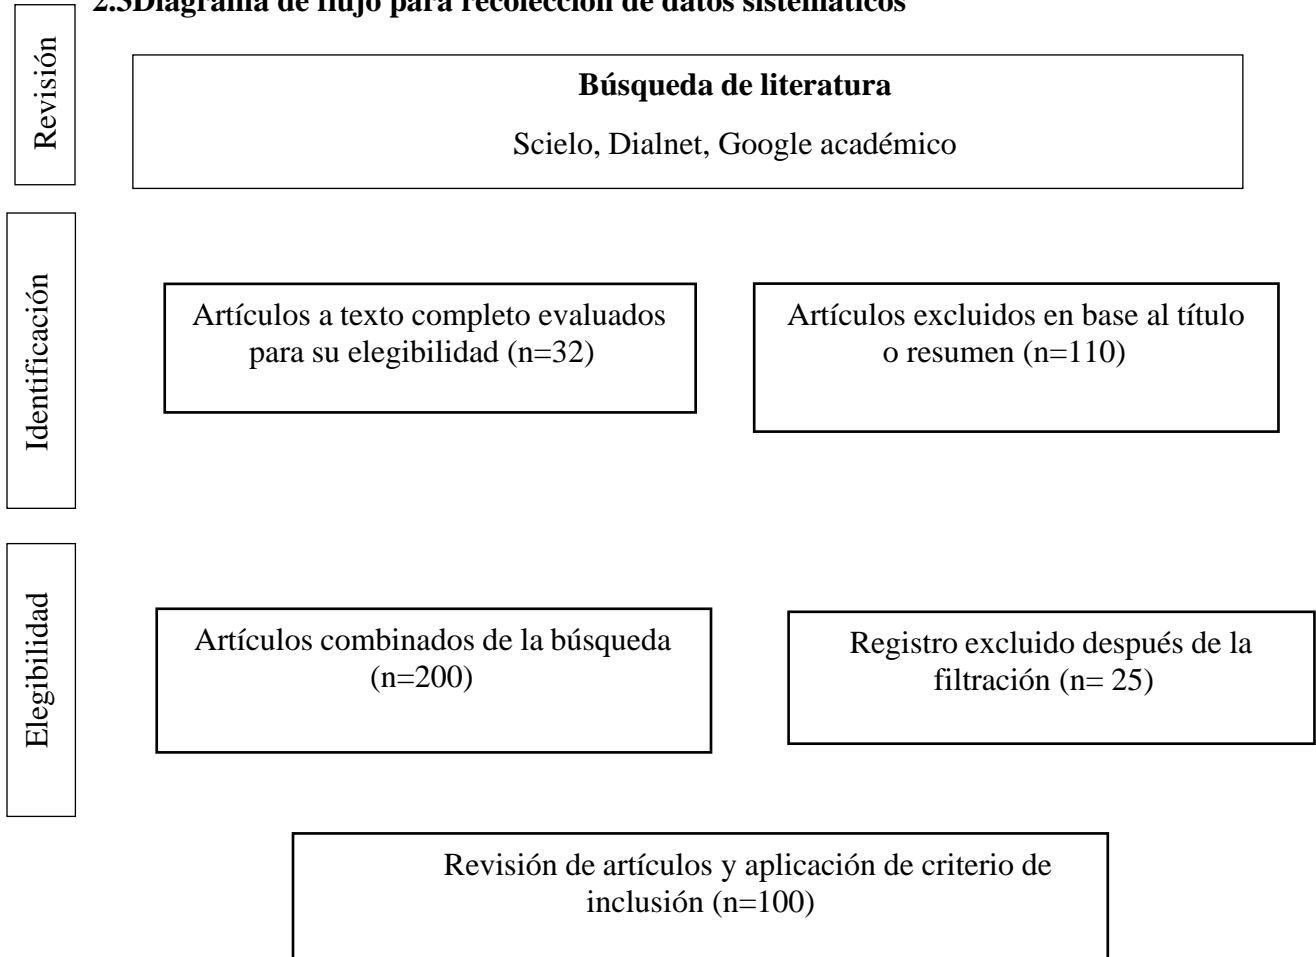 2.5Diagrama de flujo para recolección de datos sistemáticos
Revisión
Búsqueda de literatura
Scielo, Dialnet, Google académico
Identificación
Artículos a texto completo evaluados
para su elegibilidad (n=32)
Artículos excluidos en base al título
o resumen (n=110)
Elegibilidad
Artículos combinados de la búsqueda
(n=200)
Registro excluido después de la
filtración (n= 25)
Revisión de artículos y aplicación de criterio de
inclusión (n=100)